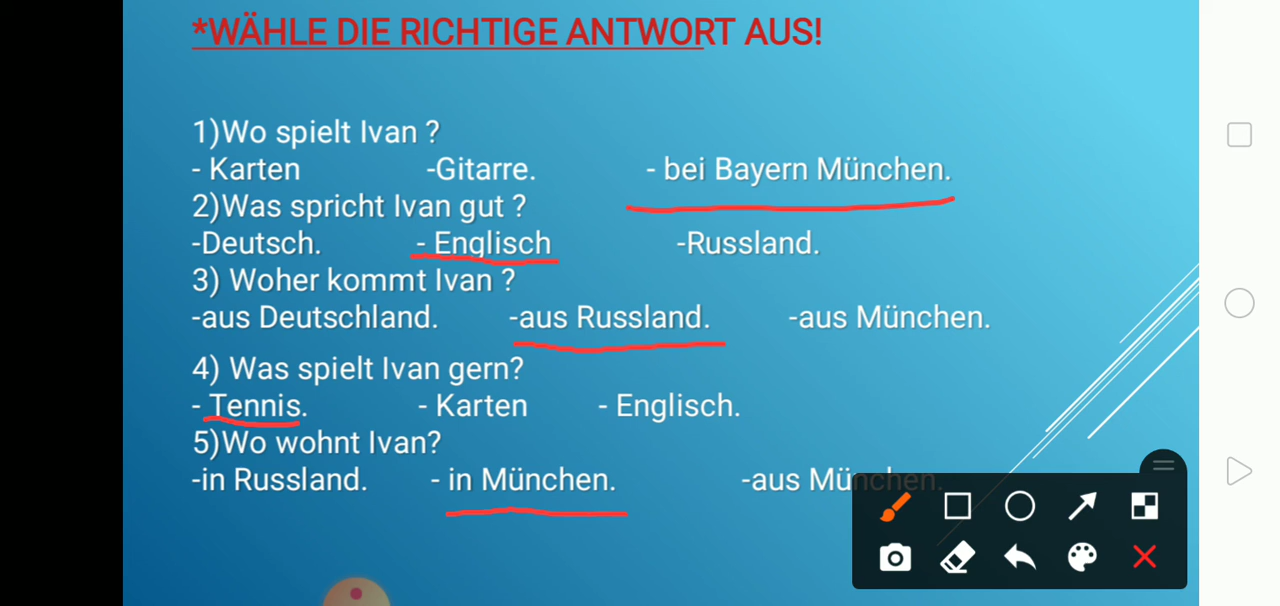 *WÄHLE DIE RICHTIGE ANTWORT AUS!
1)Wo spielt Ivan ?
- Karten -Gitarre. - bei Bayern München.
2)Was spricht Ivan gut ?
-Deutsch. - Englisch -Russland.
3) Woher kommt Ivan ?
-aus Deutschland. -aus Russland. -aus München.
4) Was spielt Ivan gern?
- Tennis. - Karten - Englisch.
5)Wo wohnt Ivan?
-in Russland. - in München. -aus München.